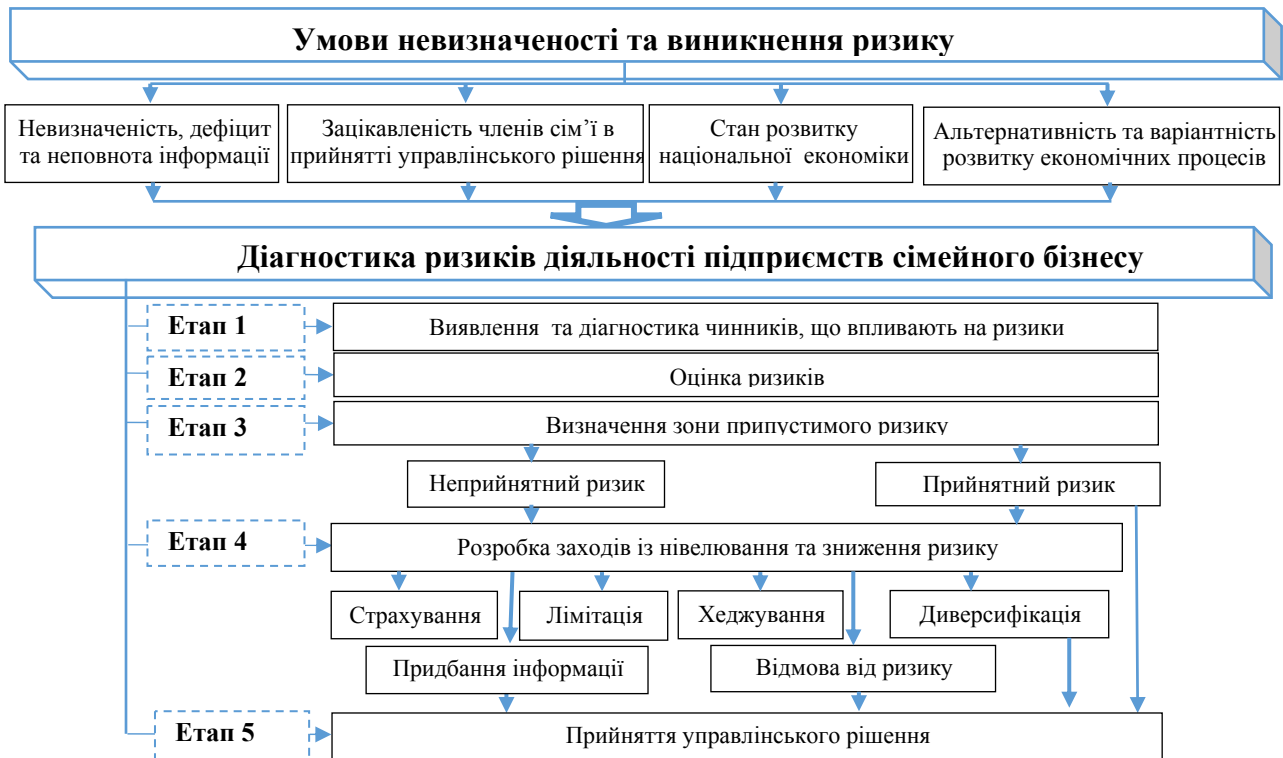 Умови невизначеності та виникнення ризику
Невизначеність, дефіцит
та неповнота інформації
Зацікавленість членів сім’ї в
прийнятті управлінського рішення
Стан розвитку
національної економіки
Альтернативність та варіантність
розвитку економічних процесів
Діагностика ризиків діяльності підприємств сімейного бізнесу
Етап 1
Виявлення та діагностика чинників, що впливають на ризики
Етап 2
Оцінка ризиків
Етап 3
Визначення зони припустимого ризику
Неприйнятний ризик
Прийнятний ризик
Етап 4
Розробка заходів із нівелювання та зниження ризику
Страхування
Лімітація
Хеджування
Диверсифікація
Придбання інформації
Відмова від ризику
Етап 5
Прийняття управлінського рішення